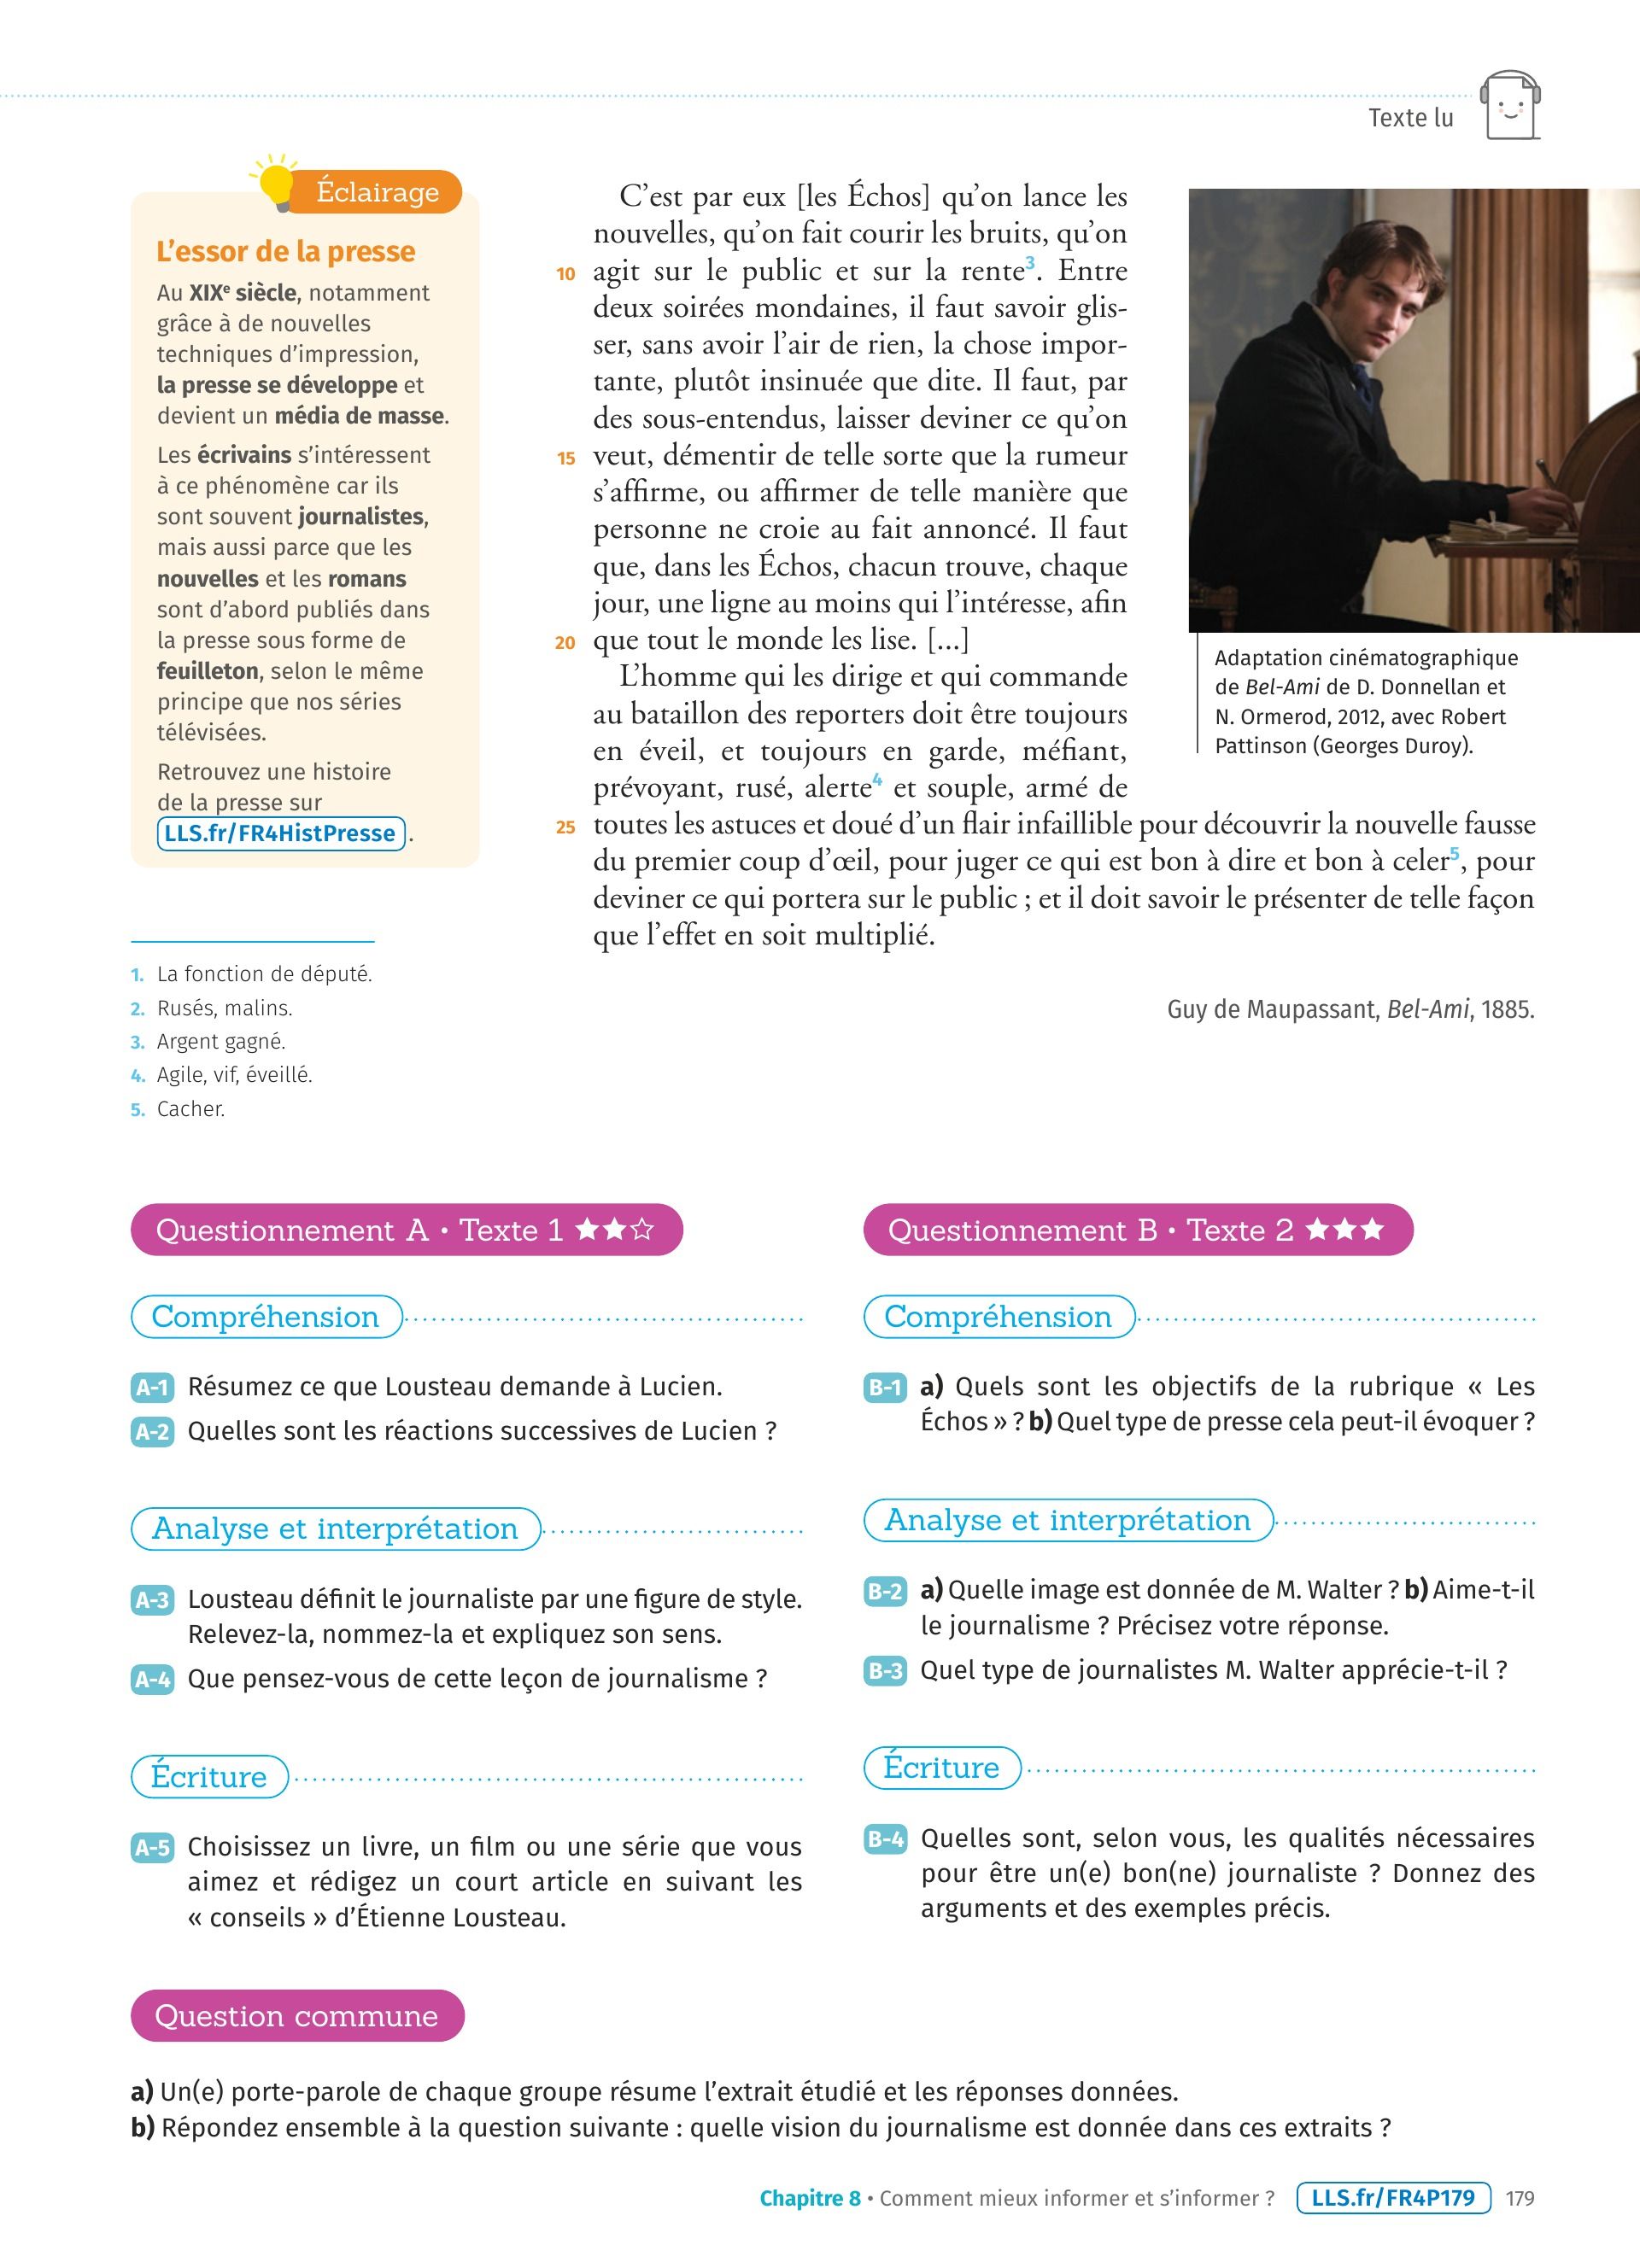 Texte lu
Éclairage
L'essor de la presse
Au XIXe siècle, notamment
grâce à de nouvelles
techniques d'impression,
la presse se développe et
devient un média de masse.
Les écrivains s'intéressent
à ce phénomène car ils
sont souvent journalistes,
mais aussi parce que les
nouvelles et les romans
sont d'abord publiés dans
la presse sous forme de
feuilleton, selon le même
principe que nos séries
télévisées.
Retrouvez une histoire
de la presse sur
LLS.fr/FR4HistPresse .
1. La fonction de député.
2. Rusés, malins.
3. Argent gagné.
4. Agile, vif, éveillé.
5. Cacher.
C'est par eux [les Échos] qu'on lance les
nouvelles, qu'on fait courir les bruits, qu'on
10 agit sur le public et sur la rente3. Entre
deux soirées mondaines, il faut savoir glis-
ser, sans avoir l'air de rien, la chose impor-
tante, plutôt insinuée que dite. Il faut, par
des sous-entendus, laisser deviner ce qu'on
15 veut, démentir de telle sorte que la rumeur
s'affirme, ou affirmer de telle manière que
personne ne croie au fait annoncé. Il faut
que, dans les Échos, chacun trouve, chaque
jour, une ligne au moins qui l'intéresse, afin
20 que tout le monde les lise. [...]
L'homme qui les dirige et qui commande
au bataillon des reporters doit être toujours
en éveil, et toujours en garde, méfiant,
prévoyant, rusé, alerte4 et souple, armé de
25 toutes les astuces et doué d'un flair infaillible pour découvrir la nouvelle fausse
du premier coup d'œil, pour juger ce qui est bon à dire et bon à celer5, pour
deviner ce qui portera sur le public ; et il doit savoir le présenter de telle façon
que l'effet en soit multiplié.
Guy de Maupassant, Bel-Ami, 1885.
Adaptation cinématographique
de Bel-Ami de D. Donnellan et
N. Ormerod, 2012, avec Robert
Pattinson (Georges Duroy).
Questionnement A • Texte 1 ★★☆
Compréhension
A-1 Résumez ce que Lousteau demande à Lucien.
A-2 Quelles sont les réactions successives de Lucien ?
Analyse et interprétation
A-3 Lousteau définit le journaliste par une figure de style.
Relevez-la, nommez-la et expliquez son sens.
A-4 Que pensez-vous de cette leçon de journalisme ?
Écriture
A-5 Choisissez un livre, un film ou une série que vous
aimez et rédigez un court article en suivant les
« conseils » d'Étienne Lousteau.
Questionnement B • Texte 2 ★★★
Compréhension
B-1 a) Quels sont les objectifs de la rubrique « Les
Échos » ? b) Quel type de presse cela peut-il évoquer ?
Analyse et interprétation
B-2 a) Quelle image est donnée de M. Walter ? b) Aime-t-il
le journalisme ? Précisez votre réponse.
B-3 Quel type de journalistes M. Walter apprécie-t-il ?
Écriture
B-4 Quelles sont, selon vous, les qualités nécessaires
pour être un(e) bon(ne) journaliste ? Donnez des
arguments et des exemples précis.
Question commune
a) Un(e) porte-parole de chaque groupe résume l'extrait étudié et les réponses données.
b) Répondez ensemble à la question suivante : quelle vision du journalisme est donnée dans ces extraits ?
Chapitre 8 • Comment mieux informer et s'informer ? LLS.fr/FR4P179 179